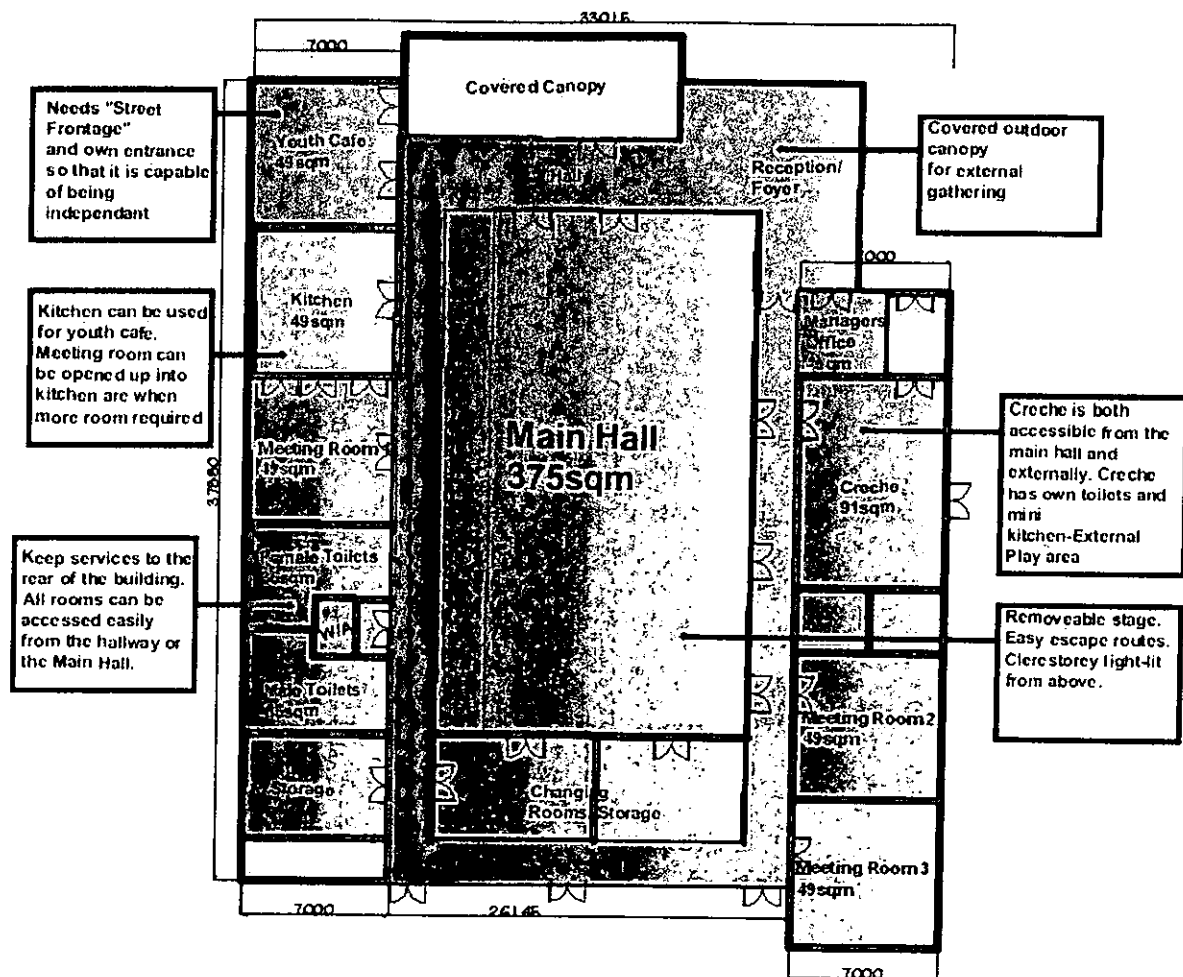 33015
7000
Covered Canopy
Needs "Street
Frontage"
and own entrance
so that it is capable
of being
independant
Youth Cafe
49sqm
Hall
Reception/
Foyer
Covered outdoor
canopy
for external
gathering
Kitchen
49sqm
Kitchen can be used
for youth cafe.
Meeting room can
be opened up into
kitchen are when
more room required
Managers
Office
Main Hall
375sqm
Meeting Room 1
Creche
91sqm
Creche is both
accessible from the
main hall and
externally. Creche
has own toilets and
mini
kitchen-External
Play area
Keep services to the
rear of the building.
All rooms can be
accessed easily
from the hallway or
the Main Hall.
Female Toilets
Male Toilets
Removeable stage.
Easy escape routes.
Clerestorey light-lit
from above.
Meeting Room 2
49sqm
Storage
Changing
Rooms/Storage
Meeting Room 3
49sqm
7000
26145
7000